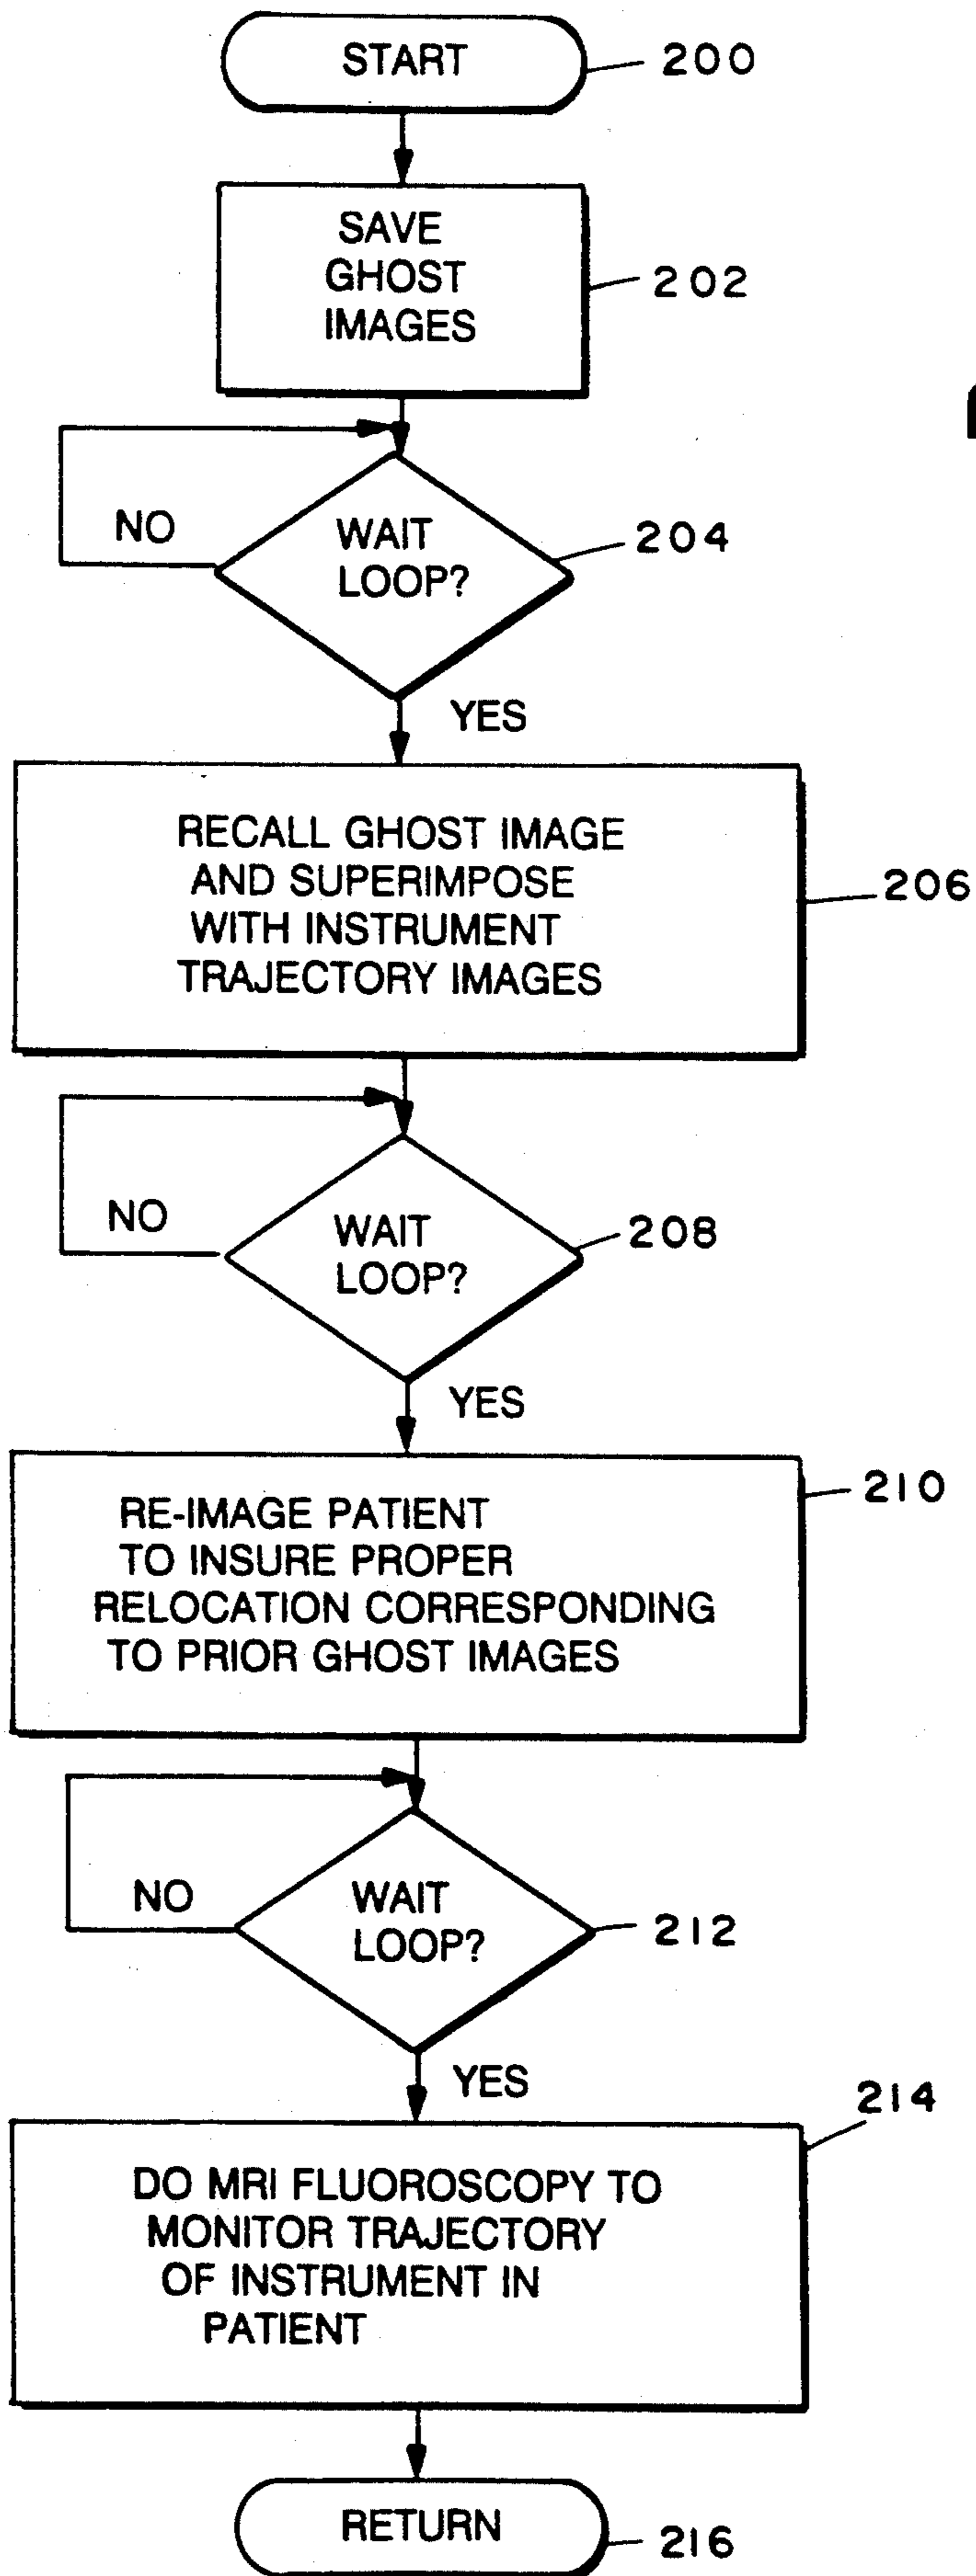 START
200
SAVE
GHOST
IMAGES
202
NO
WAIT
LOOP?
204
YES
RECALL GHOST IMAGE
AND SUPERIMPOSE
WITH INSTRUMENT
TRAJECTORY IMAGES
206
NO
WAIT
LOOP?
208
YES
RE-IMAGE PATIENT
TO INSURE PROPER
RELOCATION CORRESPONDING
TO PRIOR GHOST IMAGES
210
NO
WAIT
LOOP?
212
YES
214
DO MRI FLUOROSCOPY TO
MONITOR TRAJECTORY
OF INSTRUMENT IN
PATIENT
RETURN
216